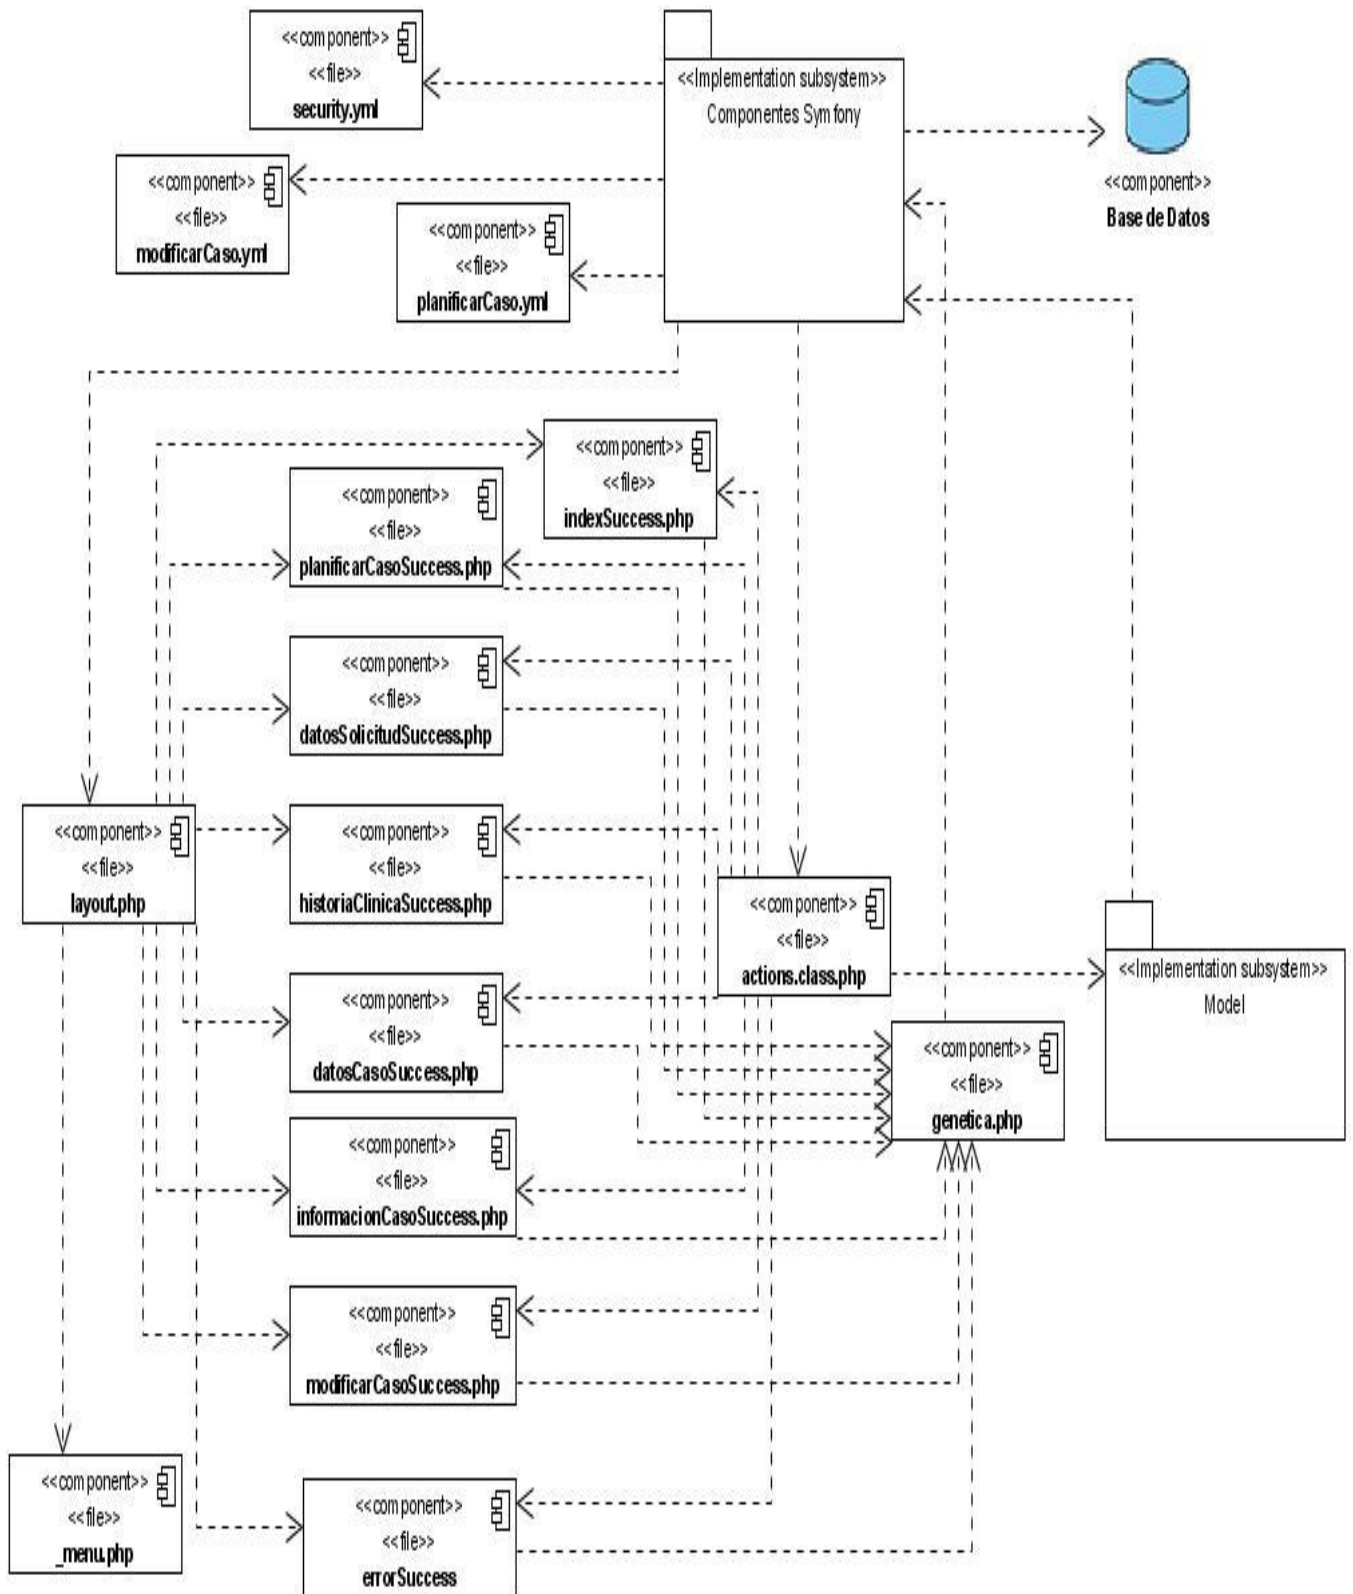 <<component>>
<<file>>
security.yml
<<Implementation subsystem>>
Componentes Symfony
<<component>>
Base de Datos
<<component>>
<<file>>
modificarCaso.yml
<<component>>
<<file>>
planificarCaso.yml
<<component>>
<<file>>
indexSuccess.php
<<component>>
<<file>>
planificarCasoSuccess.php
<<component>>
<<file>>
datosSolicitudSuccess.php
<<component>>
<<file>>
layout.php
<<component>>
<<file>>
historiaClinicaSuccess.php
<<component>>
<<file>>
actions.class.php
<<Implementation subsystem>>
Model
<<component>>
<<file>>
datosCasoSuccess.php
<<component>>
<<file>>
genetica.php
<<component>>
<<file>>
informacionCasoSuccess.php
<<component>>
<<file>>
modificarCasoSuccess.php
<<component>>
<<file>>
_menu.php
<<component>>
<<file>>
errorSuccess